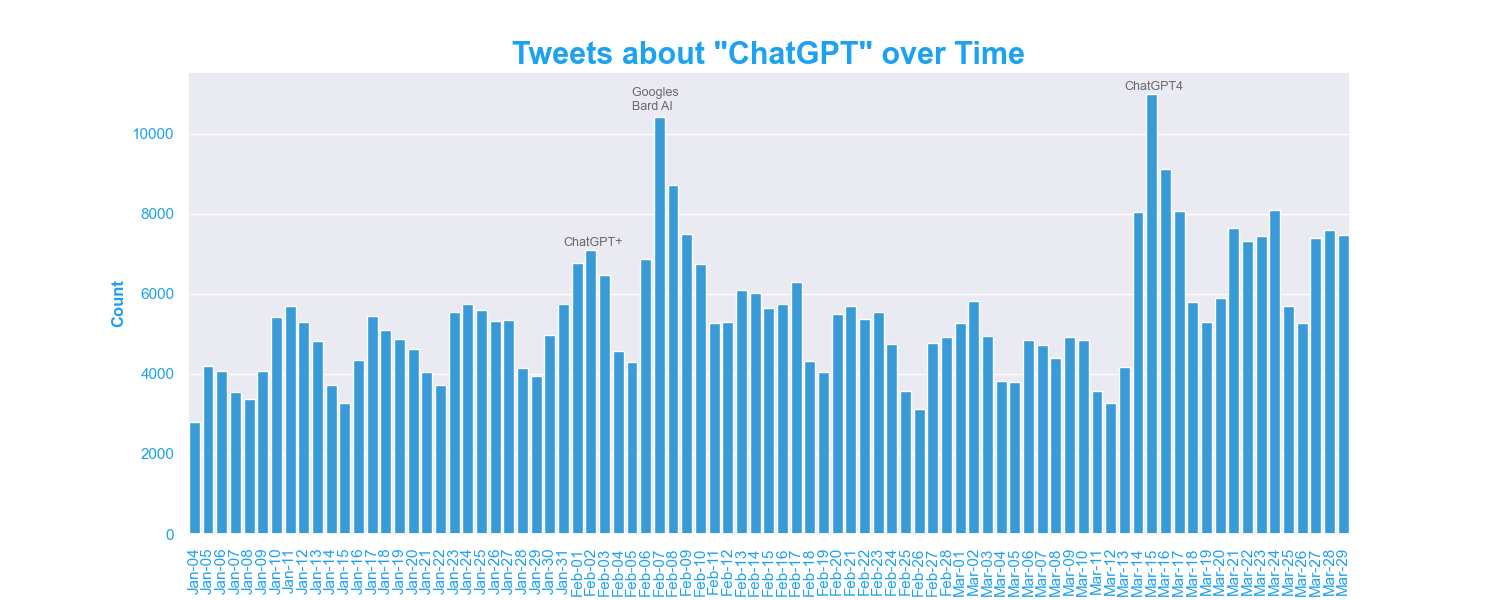 Tweets about "ChatGPT" over Time
Googles
Bard AI
ChatGPT4
ChatGPT+
Count
10000
8000
6000
4000
2000
0
Jan-04
Jan-05
Jan-06
Jan-07
Jan-08
Jan-09
Jan-10
Jan-11
Jan-12
Jan-13
Jan-14
Jan-15
Jan-16
Jan-17
Jan-18
Jan-19
Jan-20
Jan-21
Jan-22
Jan-23
Jan-24
Jan-25
Jan-26
Jan-27
Jan-28
Jan-29
Jan-30
Jan-31
Feb-01
Feb-02
Feb-03
Feb-04
Feb-05
Feb-06
Feb-07
Feb-08
Feb-09
Feb-10
Feb-11
Feb-12
Feb-13
Feb-14
Feb-15
Feb-16
Feb-17
Feb-18
Feb-19
Feb-20
Feb-21
Feb-22
Feb-23
Feb-24
Feb-25
Feb-26
Feb-27
Feb-28
Mar-01
Mar-02
Mar-03
Mar-04
Mar-05
Mar-06
Mar-07
Mar-08
Mar-09
Mar-10
Mar-11
Mar-12
Mar-13
Mar-14
Mar-15
Mar-16
Mar-17
Mar-18
Mar-19
Mar-20
Mar-21
Mar-22
Mar-23
Mar-24
Mar-25
Mar-26
Mar-27
Mar-28
Mar-29